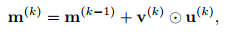 m^(k) = m^(k−1) + v^(k) ⊙ u^(k),